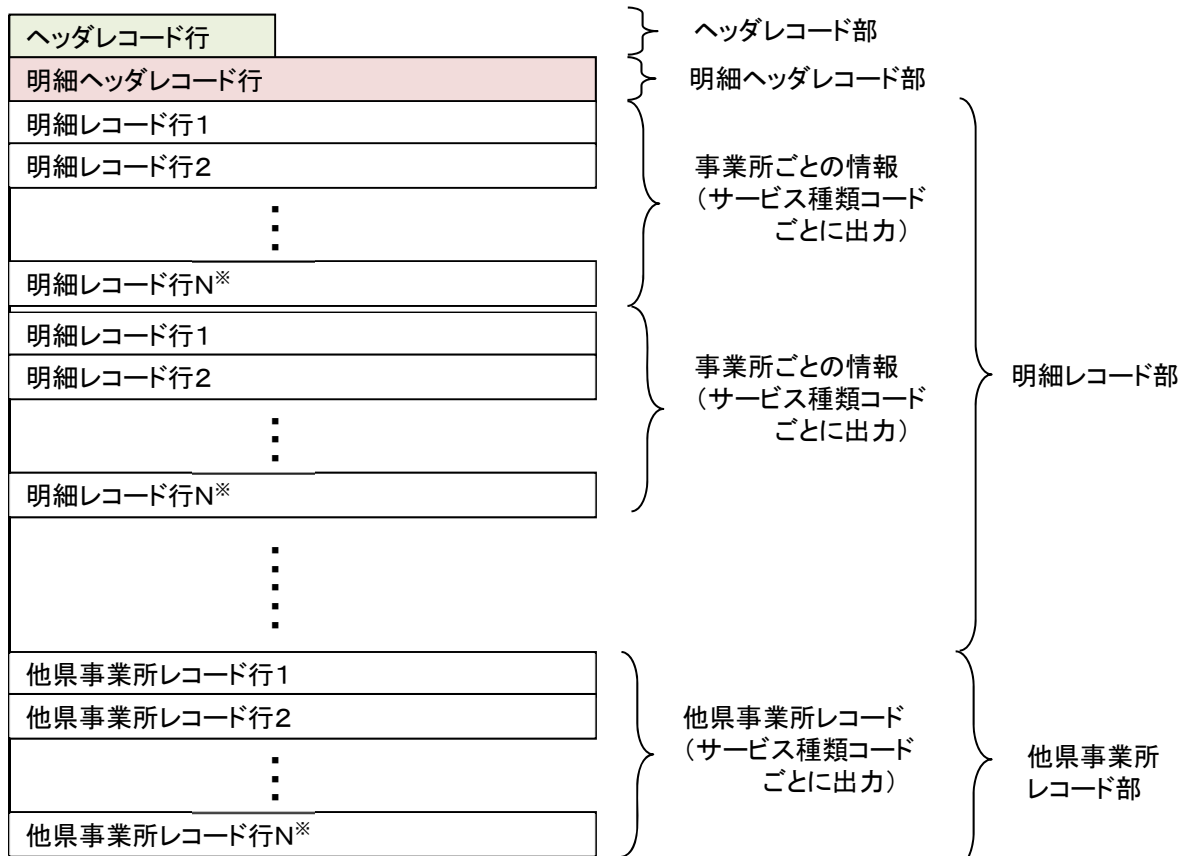 ヘッダレコード行
ヘッダレコード部
明細ヘッダレコード行
明細ヘッダレコード部
明細レコード行1
明細レコード行2
明細レコード行N※
事業所ごとの情報
(サービス種類コード
ごとに出力)
明細レコード行1
明細レコード行2
明細レコード行N※
事業所ごとの情報
(サービス種類コード
ごとに出力)
明細レコード部
他県事業所レコード行1
他県事業所レコード行2
他県事業所レコード行N※
他県事業所レコード
(サービス種類コード
ごとに出力)
他県事業所
レコード部